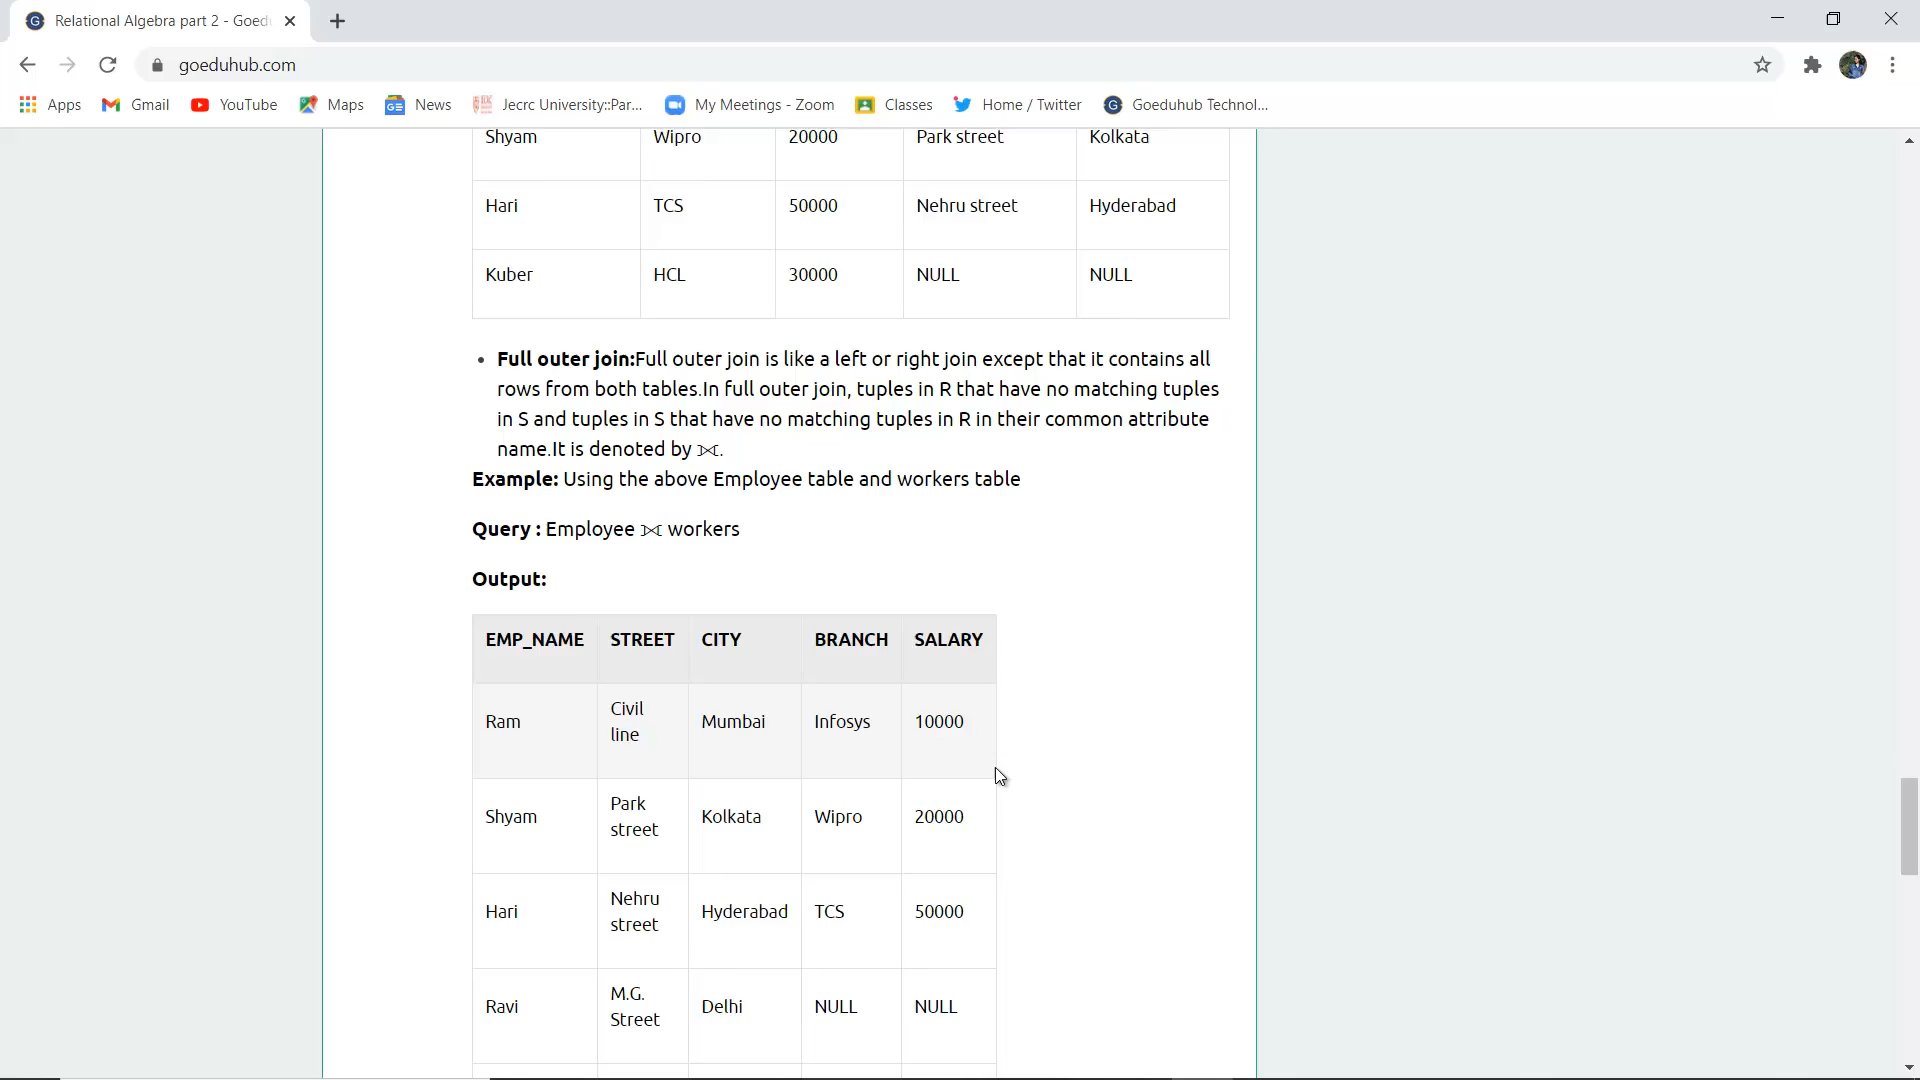 Relational Algebra part 2 - Goed
goeduhub.com
Apps Gmail YouTube Maps News Jecrc University::Par... My Meetings - Zoom Classes Home / Twitter Goeduhub Technol...
Shyam Wipro 20000 Park street Kolkata
Hari TCS 50000 Nehru street Hyderabad
Kuber HCL 30000 NULL NULL
• Full outer join:Full outer join is like a left or right join except that it contains all
rows from both tables.In full outer join, tuples in R that have no matching tuples
in S and tuples in S that have no matching tuples in R in their common attribute
name.It is denoted by ⟗.
Example: Using the above Employee table and workers table
Query : Employee ⟗ workers
Output:
EMP_NAME STREET CITY BRANCH SALARY
Ram Civil line Mumbai Infosys 10000
Shyam Park street Kolkata Wipro 20000
Hari Nehru street Hyderabad TCS 50000
Ravi M.G. Street Delhi NULL NULL